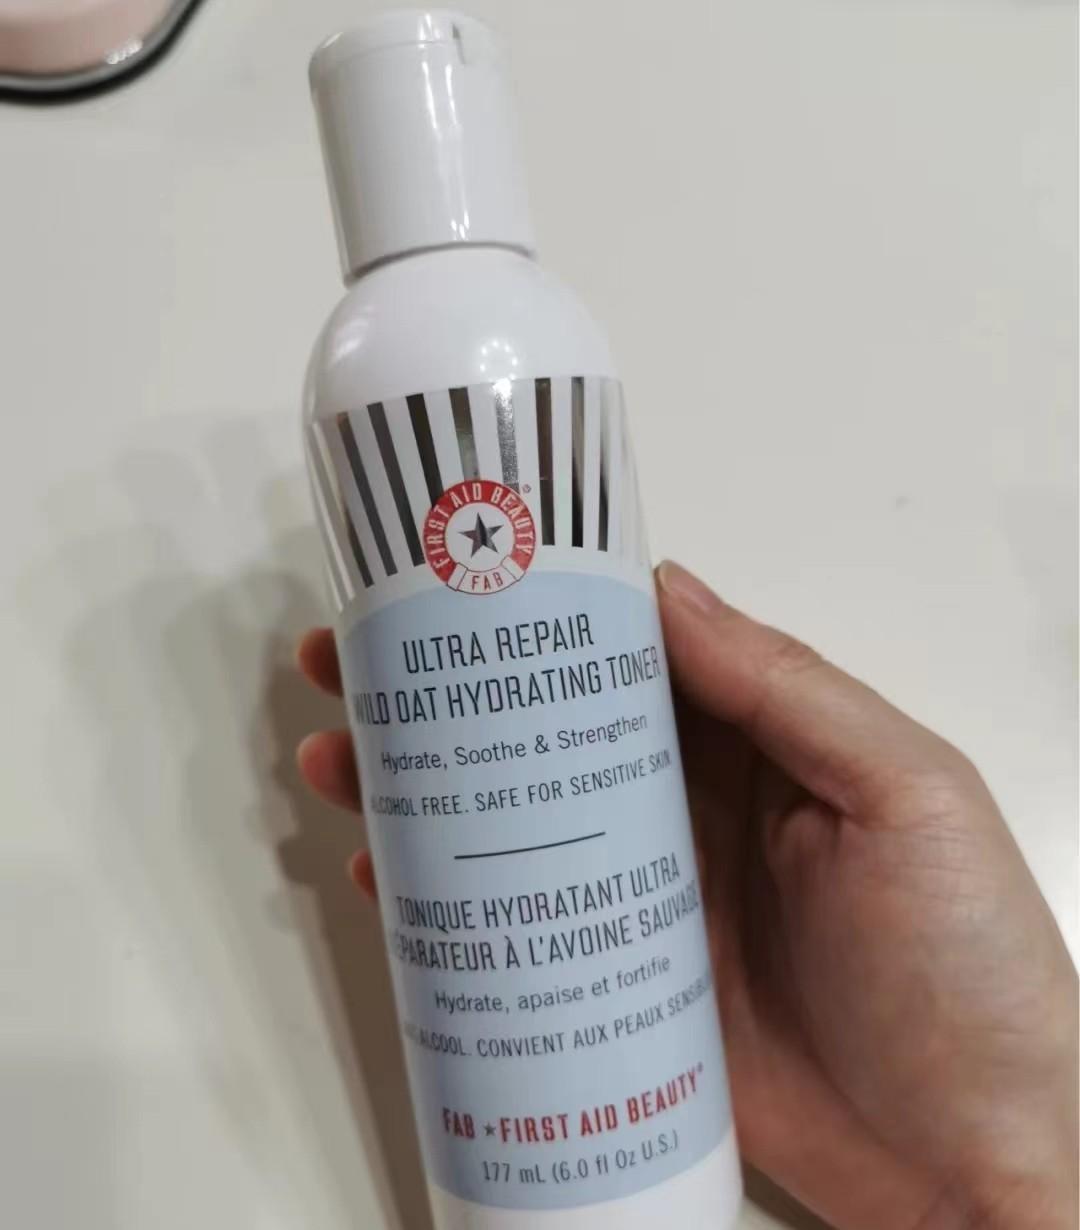 FIRST AID BEAUTY®
FAB
ULTRA REPAIR
WILD OAT HYDRATING TONER
Hydrate, Soothe & Strengthen
ALCOHOL FREE. SAFE FOR SENSITIVE SKIN
TONIQUE HYDRATANT ULTRA
RÉPARATEUR À L'AVOINE SAUVAGE
Hydrate, apaise et fortifie
ALCOOL. CONVIENT AUX PEAUX SENSIBLES
FAB ★ FIRST AID BEAUTY®
177 mL (6.0 fl Oz U.S.)